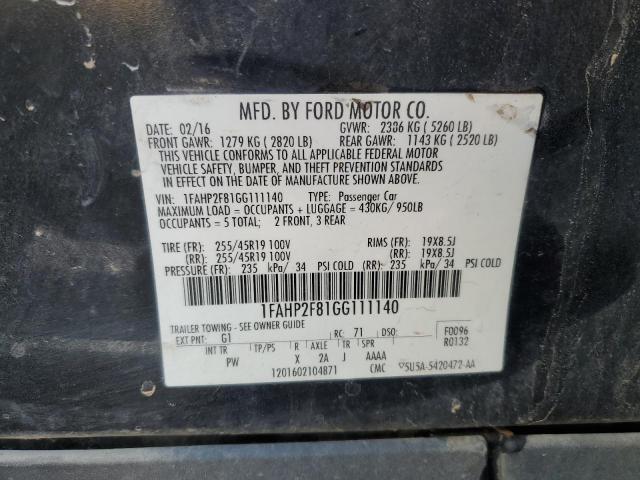 MFD. BY FORD MOTOR CO.
DATE: 02/16 GVWR: 2386 KG ( 5260 LB)
FRONT GAWR: 1279 KG ( 2820 LB) REAR GAWR: 1143 KG ( 2520 LB)
THIS VEHICLE CONFORMS TO ALL APPLICABLE FEDERAL MOTOR
VEHICLE SAFETY, BUMPER, AND THEFT PREVENTION STANDARDS
IN EFFECT ON THE DATE OF MANUFACTURE SHOWN ABOVE.
VIN: 1FAHP2F81GG111140 TYPE: Passenger Car
MAXIMUM LOAD = OCCUPANTS + LUGGAGE = 430KG/ 950LB
OCCUPANTS = 5 TOTAL; 2 FRONT, 3 REAR
TIRE (FR): 255/45R19 100V RIMS (FR): 19X8.5J
(RR): 255/45R19 100V (RR): 19X8.5J
PRESSURE (FR): 235 kPa/ 34 PSI COLD (RR): 235 kPa/ 34 PSI COLD
1FAHP2F81GG111140
TRAILER TOWING - SEE OWNER GUIDE
EXT PNT: G1 RC: 71 DSO: F0096
INT TR TP/PS R AXLE TR SPR R0132
PW X 2A J AAAA
1201602104871 CMC 5U5A-5420472-AA